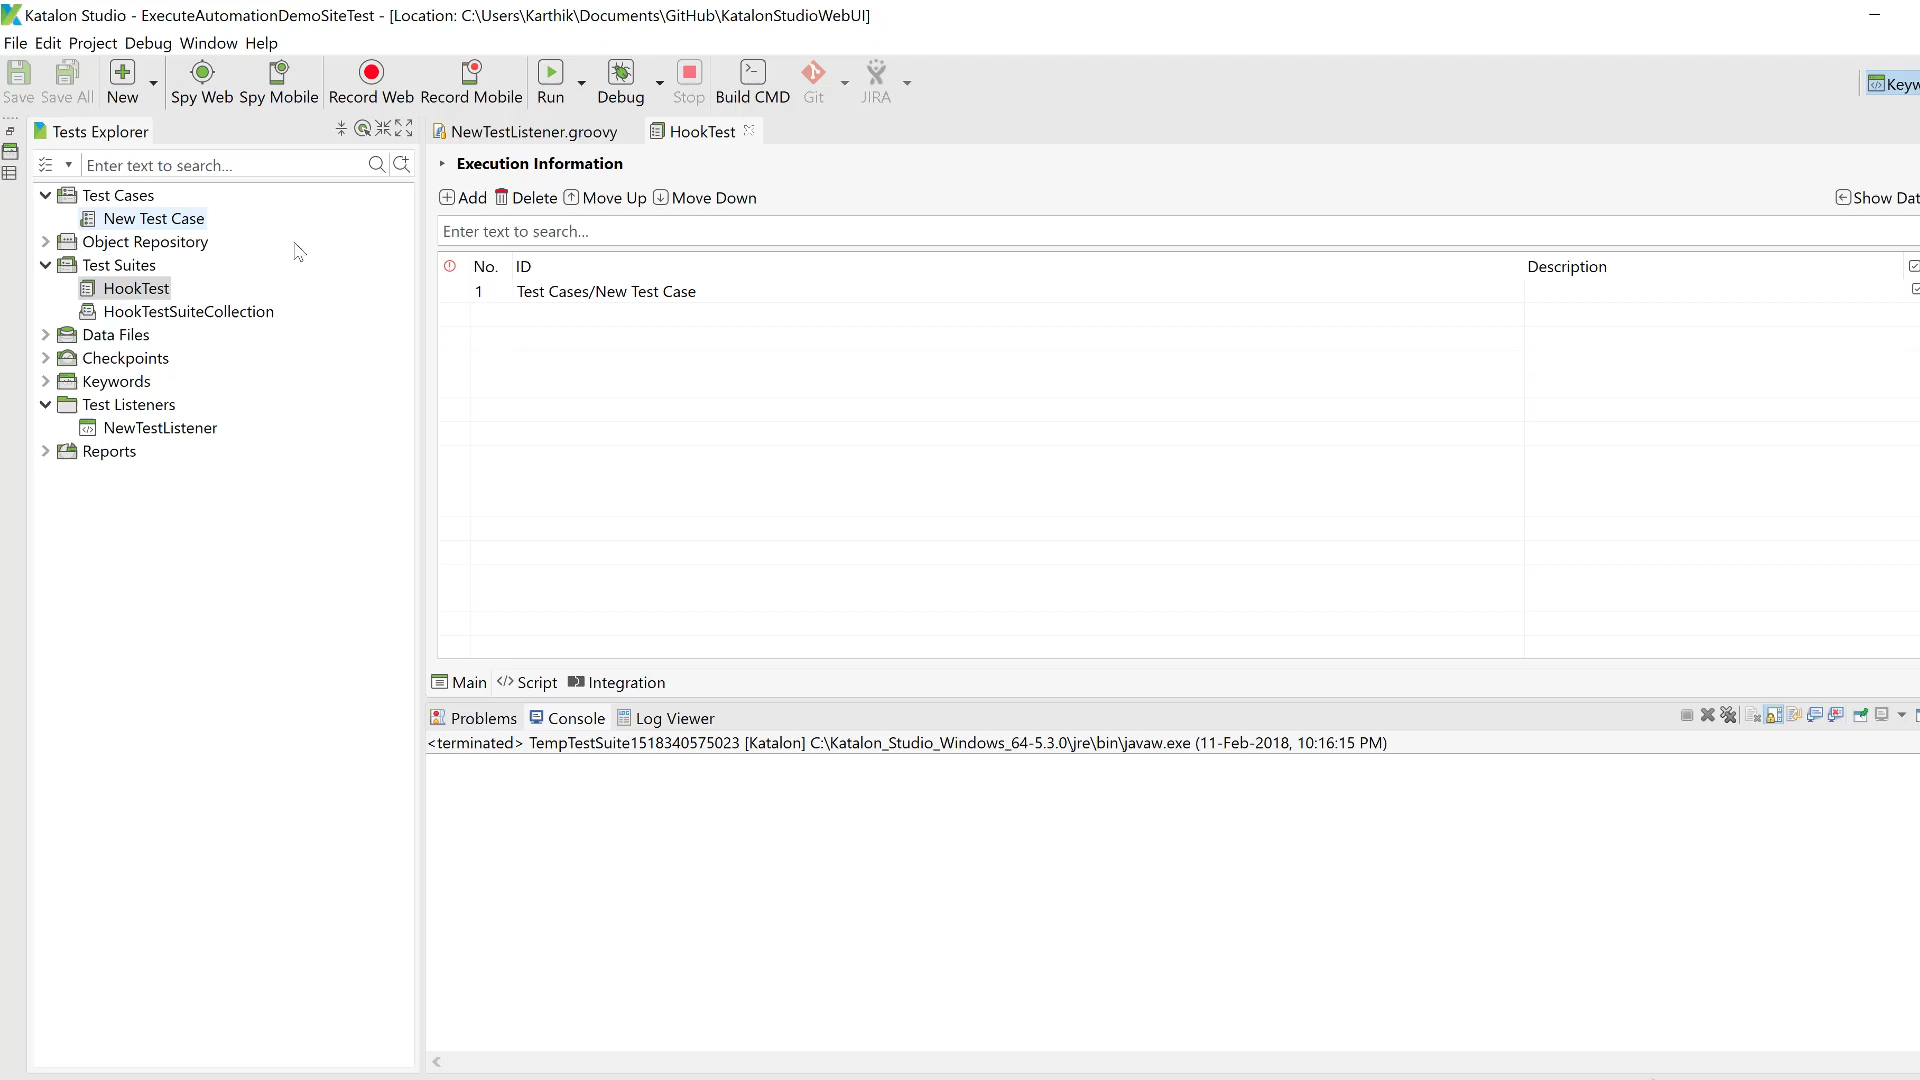 Katalon Studio - ExecuteAutomationDemoSiteTest - [Location: C:\Users\Karthik\Documents\GitHub\KatalonStudioWebUI]
File Edit Project Debug Window Help
Save Save All New Spy Web Spy Mobile Record Web Record Mobile Run Debug Stop Build CMD Git JIRA Keyw
Tests Explorer
NewTestListener.groovy HookTest
Enter text to search...
Execution Information
Test Cases
Add Delete Move Up Move Down Show Dat
New Test Case
Enter text to search...
Object Repository
Test Suites
No. ID Description
HookTest
1 Test Cases/New Test Case
HookTestSuiteCollection
Data Files
Checkpoints
Keywords
Test Listeners
NewTestListener
Reports
Main Script Integration
Problems Console Log Viewer
<terminated> TempTestSuite1518340575023 [Katalon] C:\Katalon_Studio_Windows_64-5.3.0\jre\bin\javaw.exe (11-Feb-2018, 10:16:15 PM)